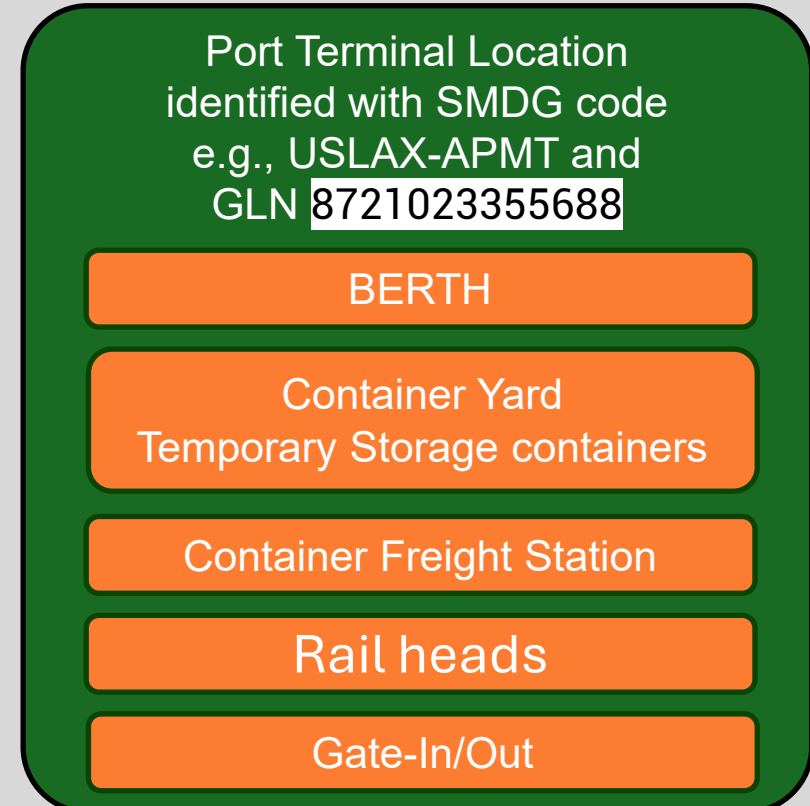 Port Terminal Location
identified with SMDG code
e.g., USLAX-APMT and
GLN 8721023355688
BERTH
Container Yard
Temporary Storage containers
Container Freight Station
Rail heads
Gate-In/Out